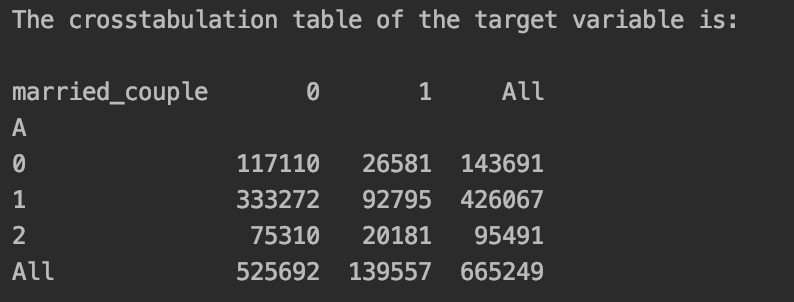 The crosstabulation table of the target variable is:
married_couple 0 1 All
A
0 117110 26581 143691
1 333272 92795 426067
2 75310 20181 95491
All 525692 139557 665249